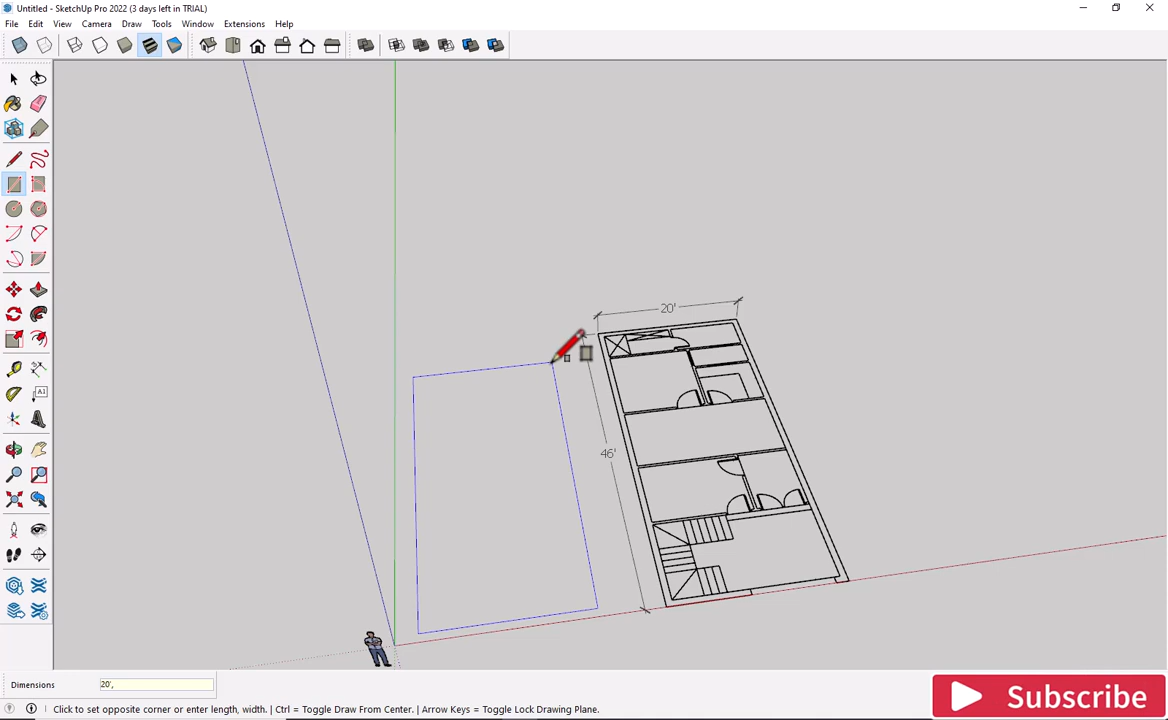 Untitled - SketchUp Pro 2022 (3 days left in TRIAL)
File Edit View Camera Draw Tools Window Extensions Help
20'
46'
AI
Dimensions 20',
Click to set opposite corner or enter length, width. | Ctrl = Toggle Draw From Center. | Arrow Keys = Toggle Lock Drawing Plane.
Subscribe